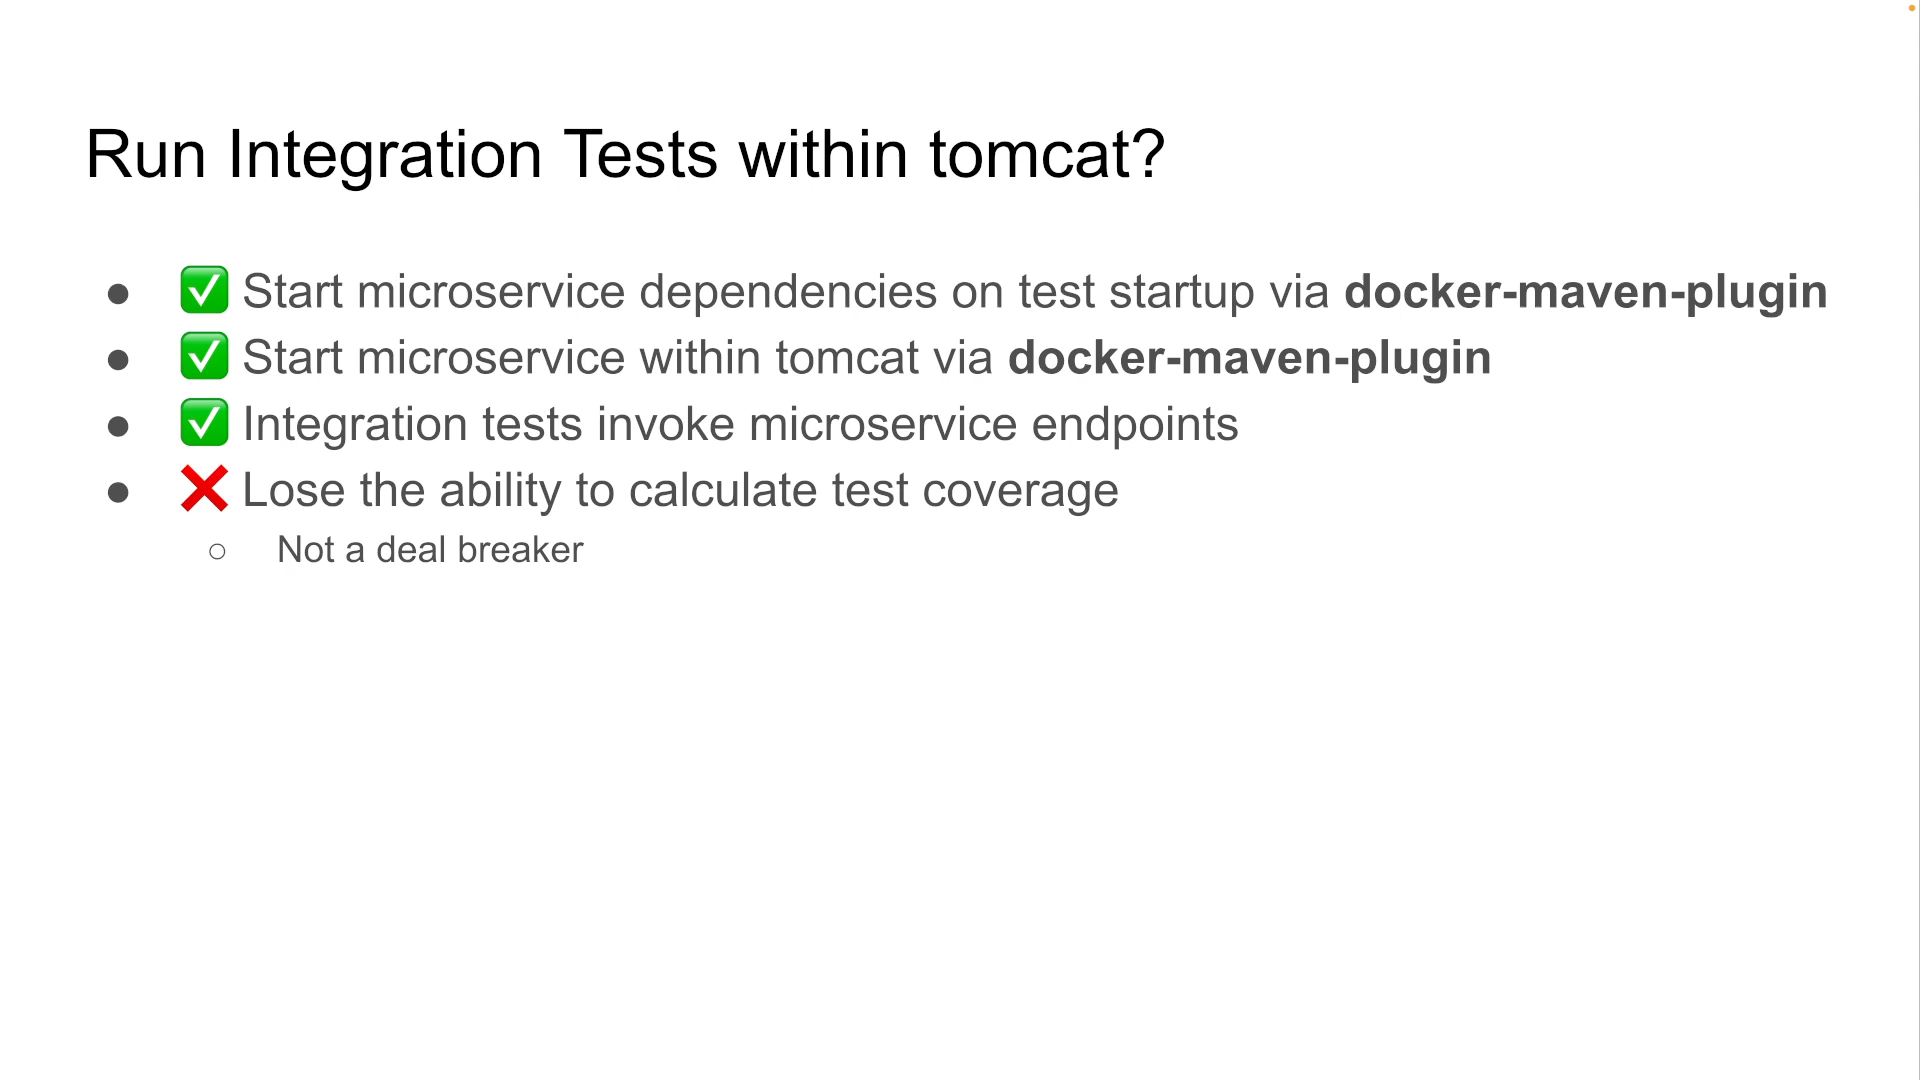 Run Integration Tests within tomcat?
● ✅ Start microservice dependencies on test startup via docker-maven-plugin
● ✅ Start microservice within tomcat via docker-maven-plugin
● ✅ Integration tests invoke microservice endpoints
● ❌ Lose the ability to calculate test coverage
○ Not a deal breaker